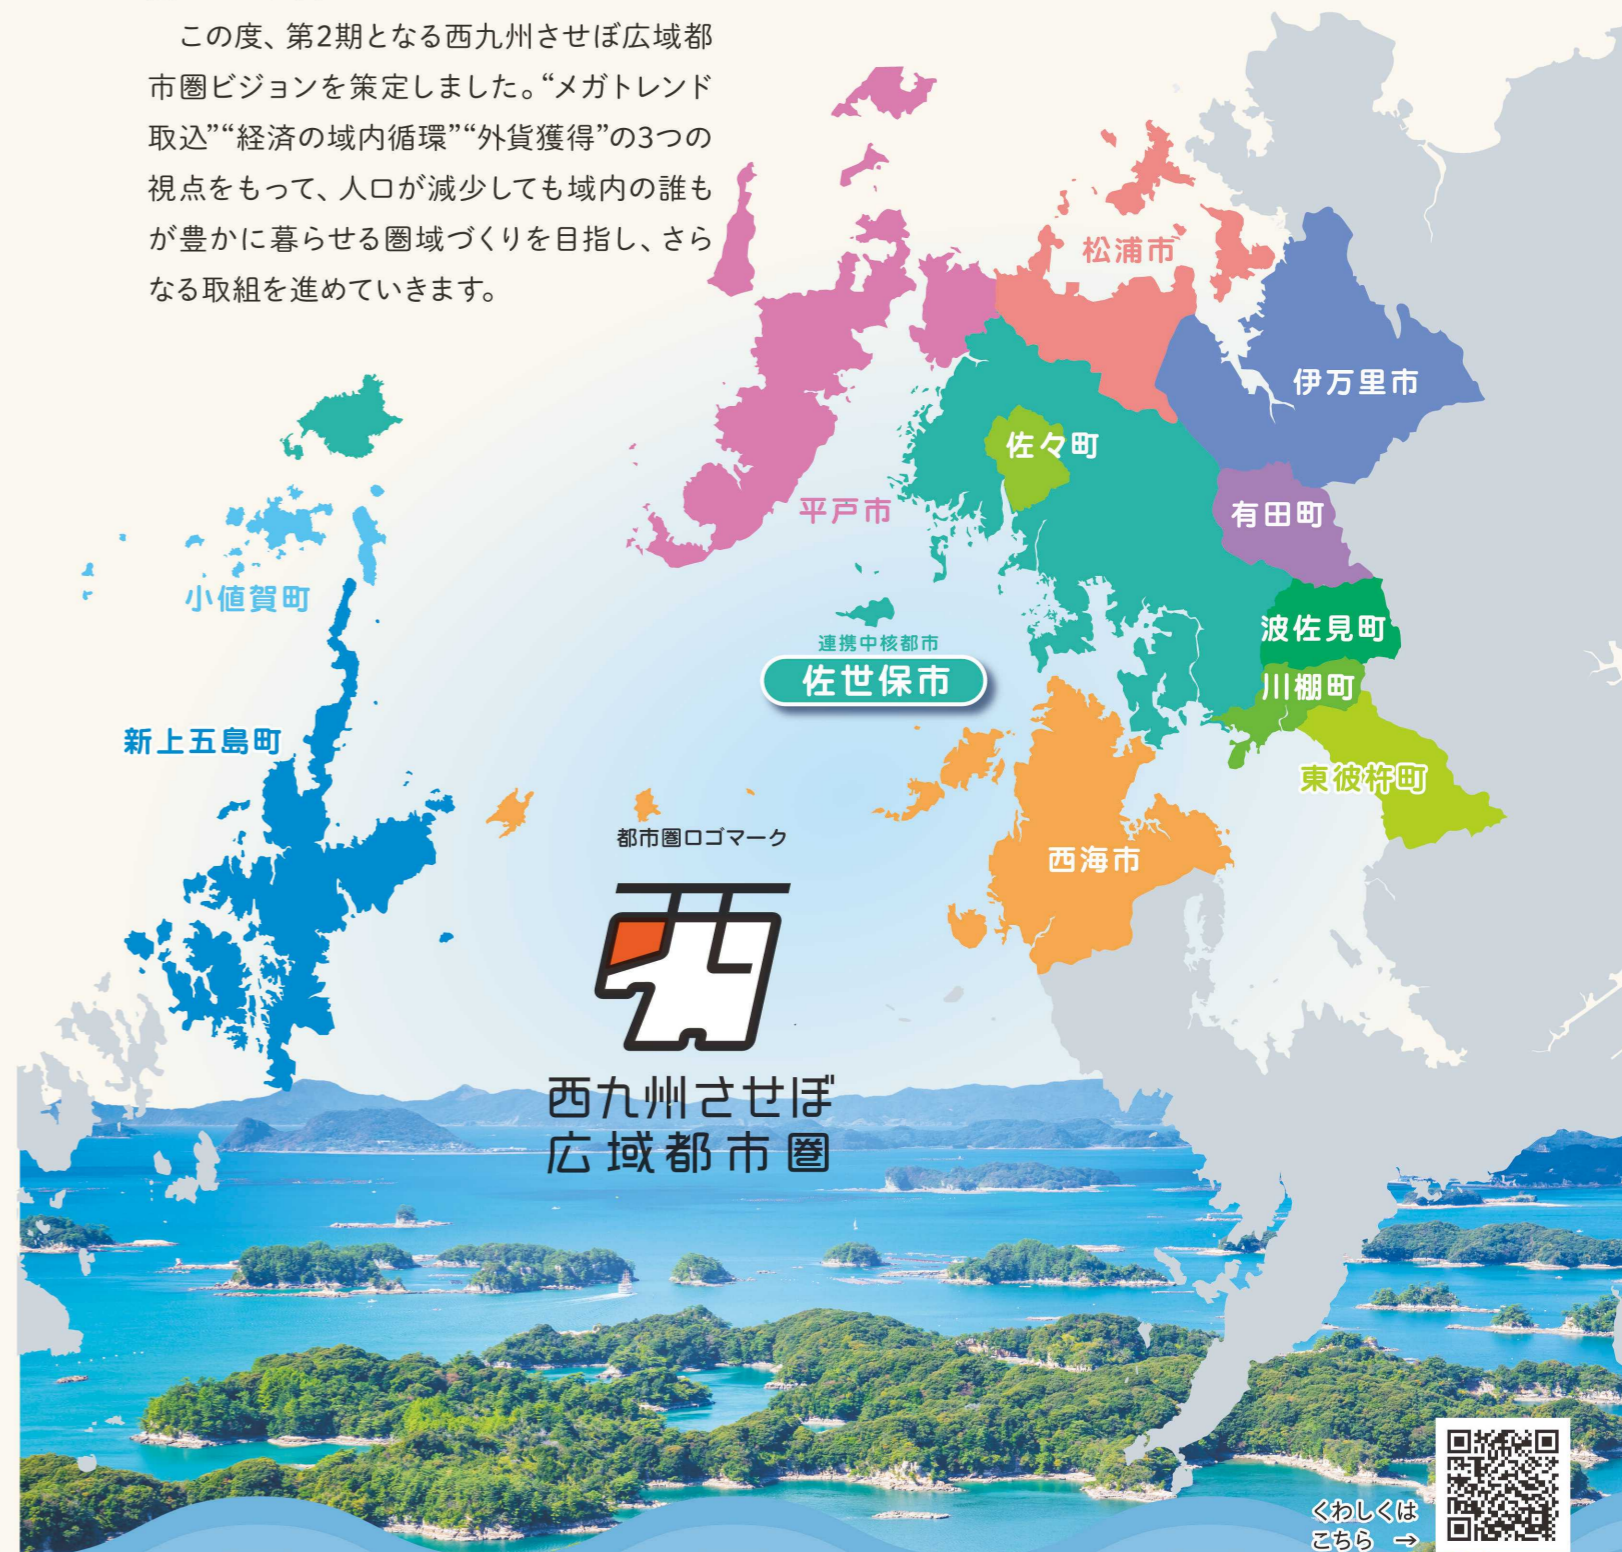 この度、第2期となる西九州させぼ広域都
市圏ビジョンを策定しました。“メガトレンド
取込”“経済の域内循環”“外貨獲得”の3つの
視点をもって、人口が減少しても域内の誰も
が豊かに暮らせる圏域づくりを目指し、さら
なる取組を進めていきます。
松浦市
伊万里市
佐々町
平戸市
有田町
小値賀町
波佐見町
連携中核都市
佐世保市
川棚町
新上五島町
東彼杵町
都市圏ロゴマーク
西海市
西九州させぼ
広域都市圏
くわしくは
こちら →